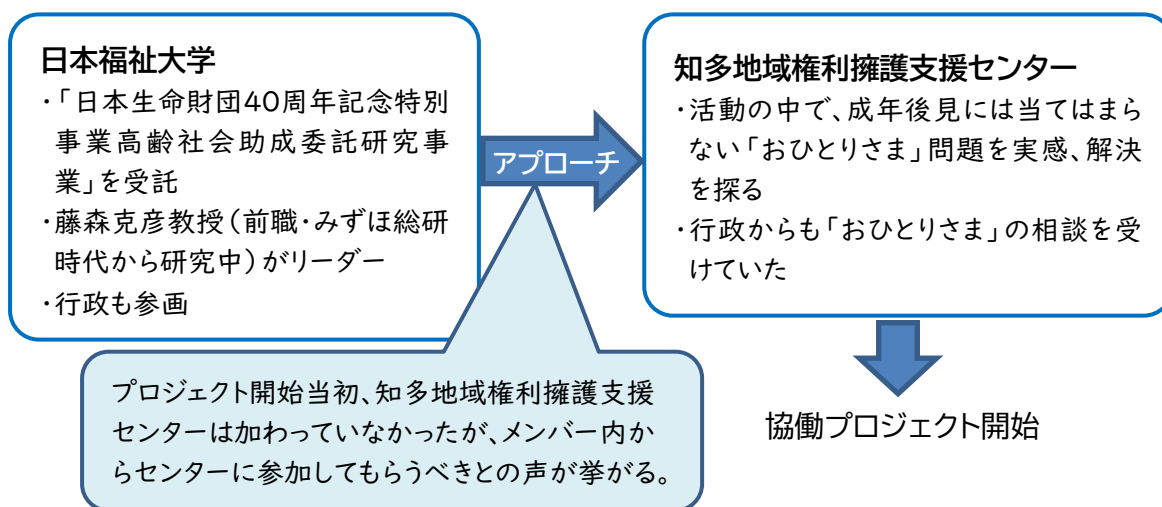 日本福祉大学
・「日本生命財団40周年記念特別
事業高齢社会助成委託研究事
業」を受託
・藤森克彦教授（前職・みずほ総研
時代から研究中）がリーダー
・行政も参画
アプローチ
知多地域権利擁護支援センター
・活動の中で、成年後見には当てはまら
ない「おひとりさま」問題を実感、解決
を探る
・行政からも「おひとりさま」の相談を受
けていた
プロジェクト開始当初、知多地域権利擁護支援
センターは加わっていなかったが、メンバー内か
らセンターに参加してもらうべきとの声が挙がる。
協働プロジェクト開始